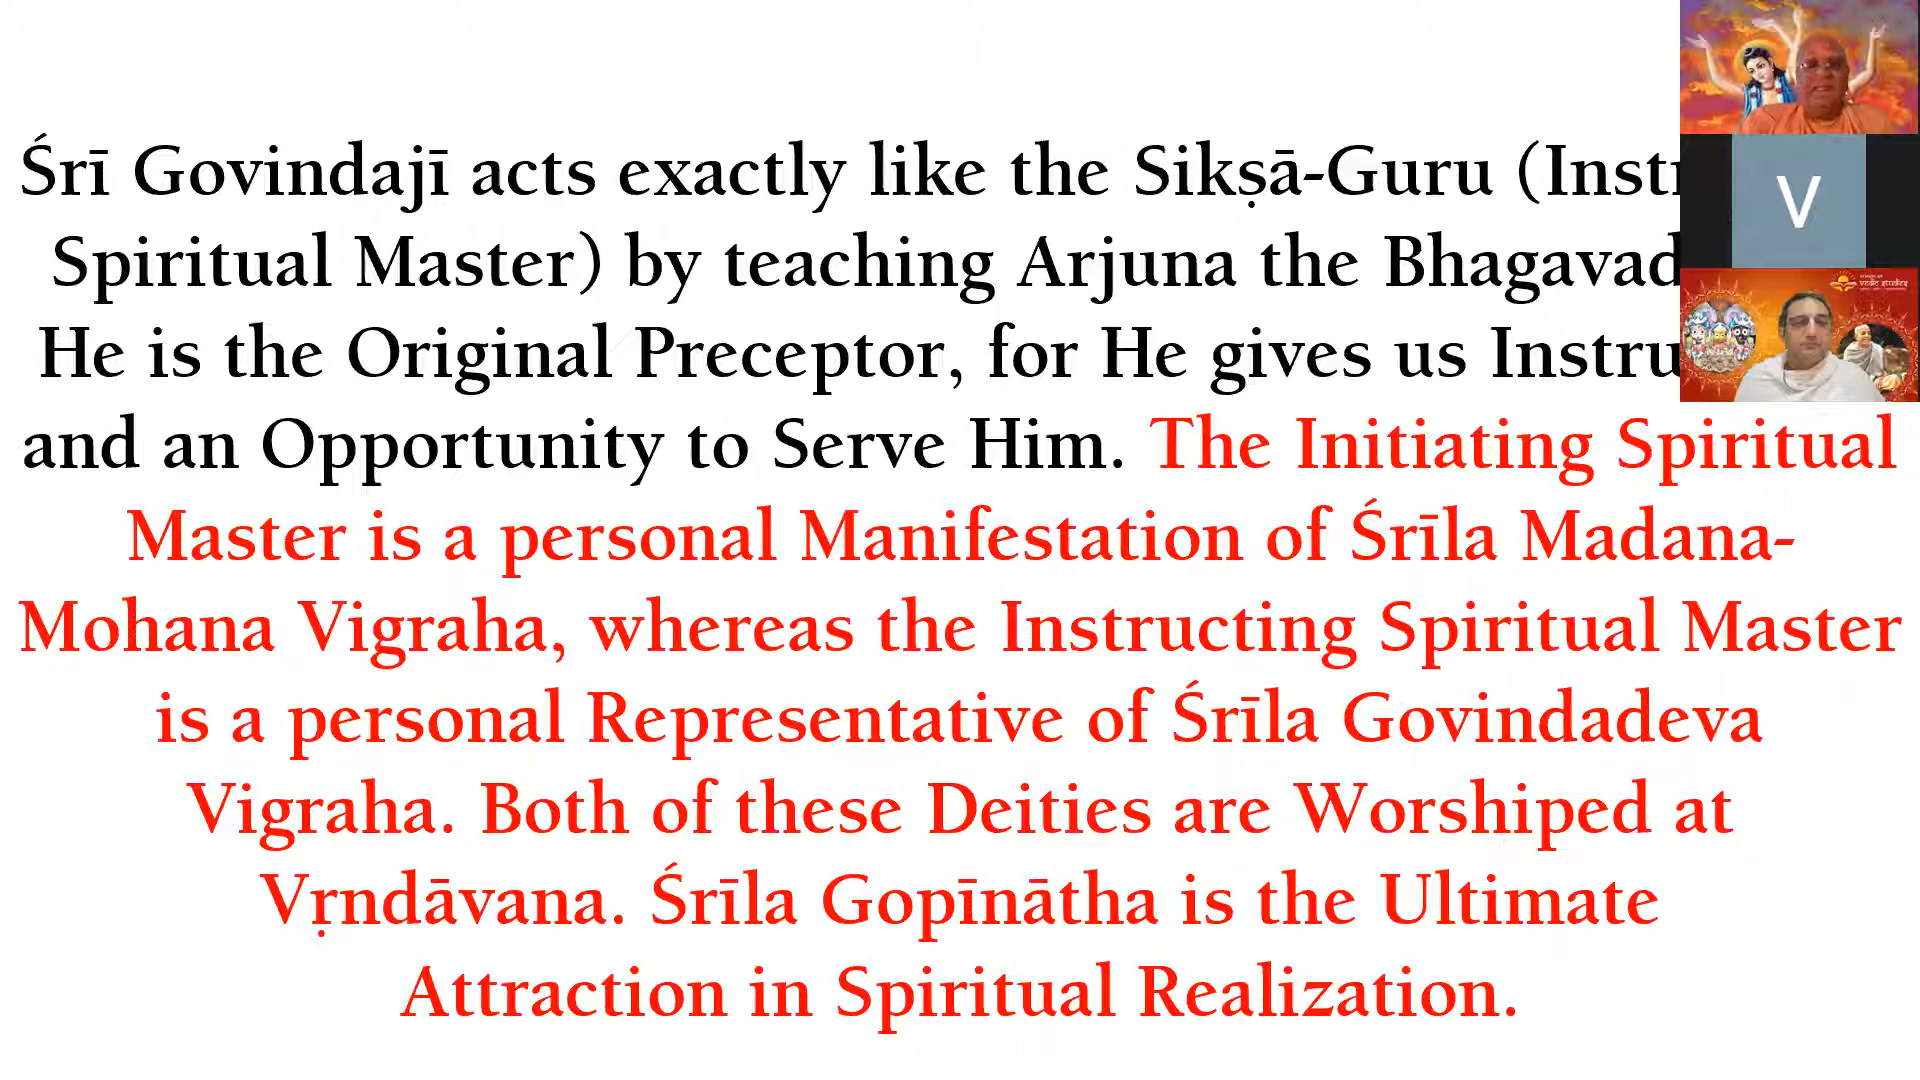 Śrī Govindajī acts exactly like the Sikṣā-Guru
Spiritual Master) by teaching Arjuna the Bhagavad
He is the Original Preceptor, for He gives us
and an Opportunity to Serve Him. The Initiating Spiritual
Master is a personal Manifestation of Śrīla Madana-
Mohana Vigraha, whereas the Instructing Spiritual Master
is a personal Representative of Śrīla Govindadeva
Vigraha. Both of these Deities are Worshiped at
Vṛndāvana. Śrīla Gopīnātha is the Ultimate
Attraction in Spiritual Realization.
V
vedic studies